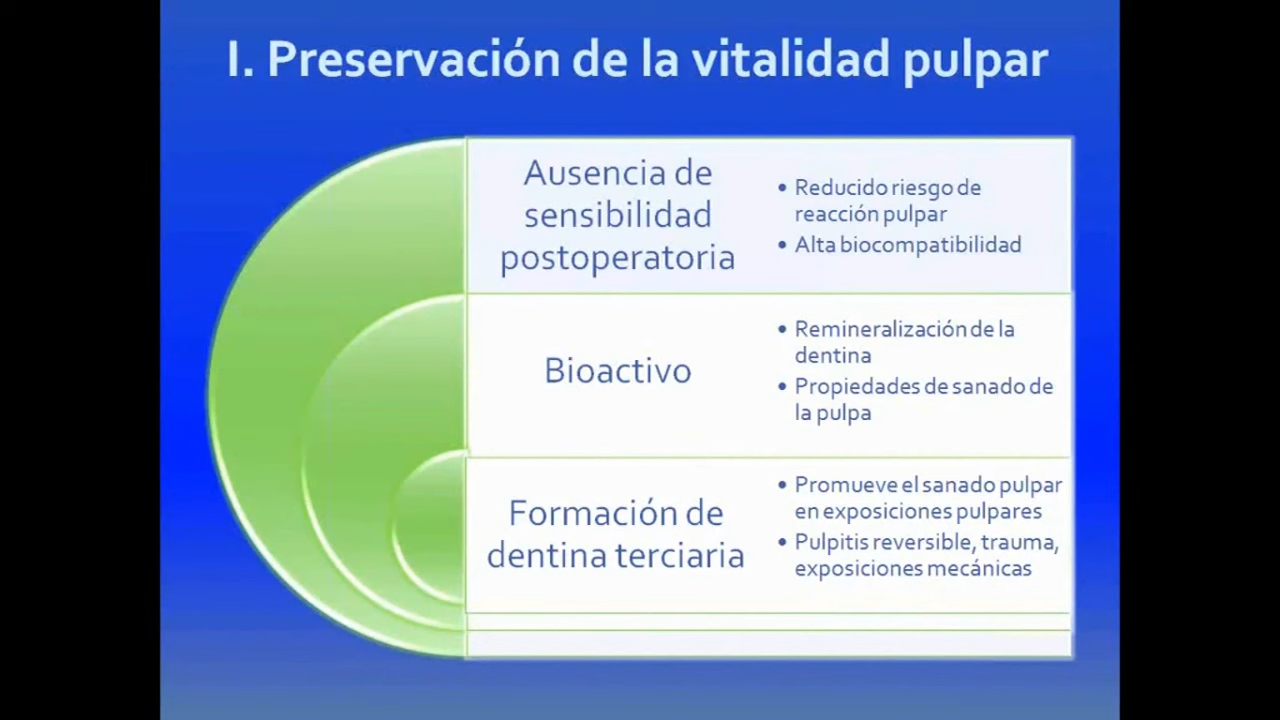 I. Preservación de la vitalidad pulpar
Ausencia de
sensibilidad
postoperatoria
• Reducido riesgo de
reacción pulpar
• Alta biocompatibilidad
Bioactivo
• Remineralización de la
dentina
• Propiedades de sanado de
la pulpa
Formación de
dentina terciaria
• Promueve el sanado pulpar
en exposiciones pulpares
• Pulpitis reversible, trauma,
exposiciones mecánicas